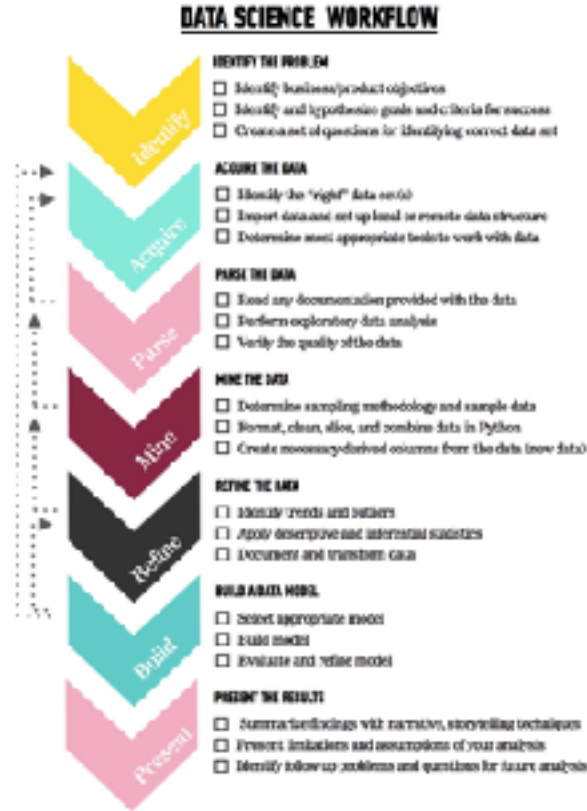 DATA SCIENCE WORKFLOW
IDENTIFY THE PROBLEM
Identify business/product objectives
Identify and hypothesize goals and criteria for success
Create a set of questions for identifying correct data set
Identify
ACQUIRE THE DATA
Identify the "right" data set(s)
Import data and set up local or remote data structure
Determine most appropriate tools to work with data
Acquire
PARSE THE DATA
Read any documentation provided with the data
Perform exploratory data analysis
Verify the quality of the data
Parse
MINE THE DATA
Determine sampling methodology and sample data
Format, clean, slice, and combine data in Python
Create necessary derived columns from the data (new data)
Mine
REFINE THE DATA
Identify trends and outliers
Apply descriptive and inferential statistics
Document and transform data
Refine
BUILD A DATA MODEL
Select appropriate model
Build model
Evaluate and refine model
Build
PRESENT THE RESULTS
Summarize findings with narrative, storytelling techniques
Present limitations and assumptions of your analysis
Identify follow up problems and questions for future analysis
Present